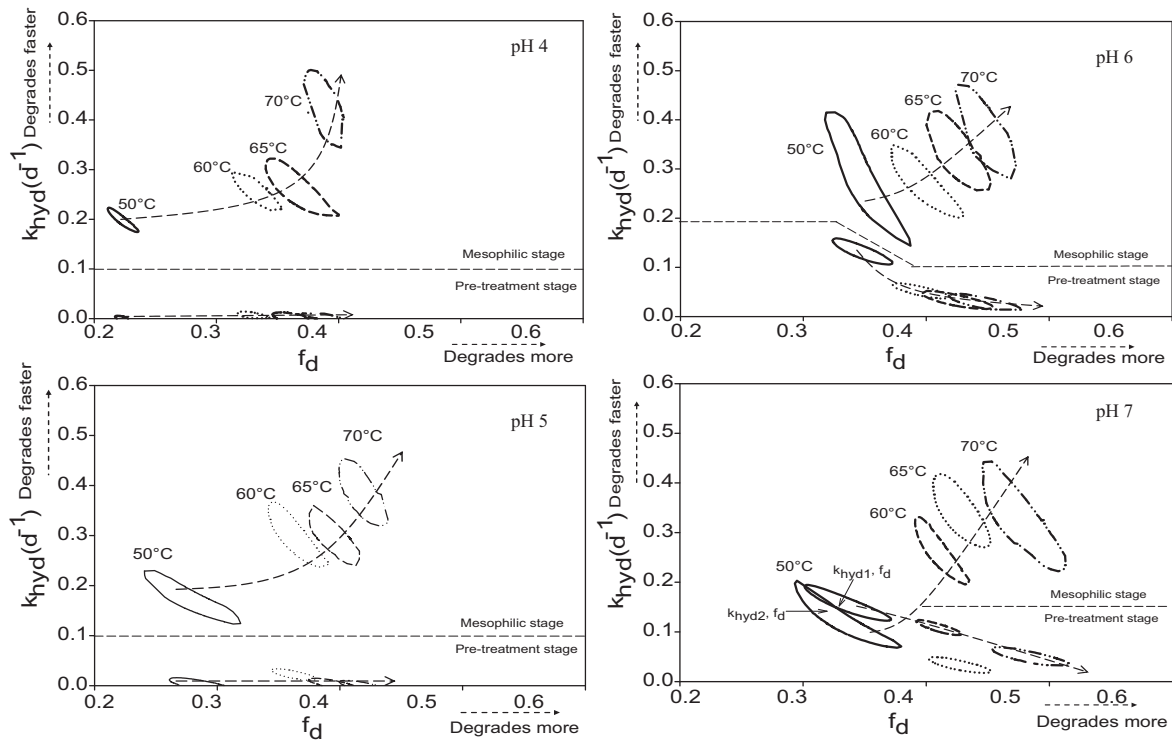 0.6
0.5
0.4
0.3
0.2
0.1
0.0
k_hyd(d⁻¹) Degrades faster
pH 4
70°C
65°C
60°C
50°C
Mesophilic stage
Pre-treatment stage
0.2
0.3
0.4
0.5
0.6
f_d
Degrades more
0.6
0.5
0.4
0.3
0.2
0.1
0.0
k_hyd(d⁻¹) Degrades faster
pH 6
70°C
65°C
60°C
50°C
Mesophilic stage
Pre-treatment stage
0.2
0.3
0.4
0.5
0.6
f_d
Degrades more
0.6
0.5
0.4
0.3
0.2
0.1
0.0
k_hyd(d⁻¹) Degrades faster
pH 5
70°C
60°C
65°C
50°C
Mesophilic stage
Pre-treatment stage
0.2
0.3
0.4
0.5
0.6
f_d
Degrades more
0.6
0.5
0.4
0.3
0.2
0.1
0.0
k_hyd(d⁻¹) Degrades faster
pH 7
70°C
65°C
60°C
50°C
k_hyd1, f_d
k_hyd2, f_d
Mesophilic stage
Pre-treatment stage
0.2
0.3
0.4
0.5
0.6
f_d
Degrades more